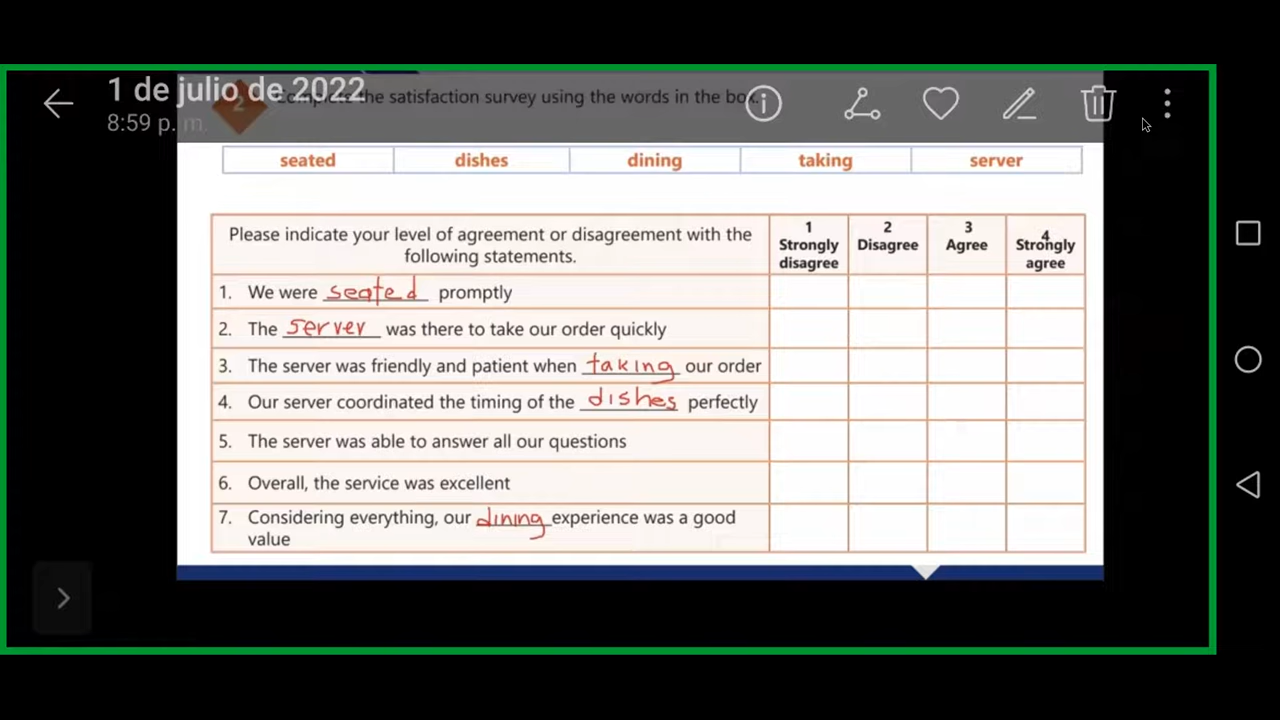 1 de julio de 2022
8:59 p. m.
2 Complete the satisfaction survey using the words in the box.
seated dishes dining taking server
Please indicate your level of agreement or disagreement with the
following statements.
1 Strongly disagree
2 Disagree
3 Agree
4 Strongly agree
1. We were seated promptly
2. The server was there to take our order quickly
3. The server was friendly and patient when taking our order
4. Our server coordinated the timing of the dishes perfectly
5. The server was able to answer all our questions
6. Overall, the service was excellent
7. Considering everything, our dining experience was a good
value